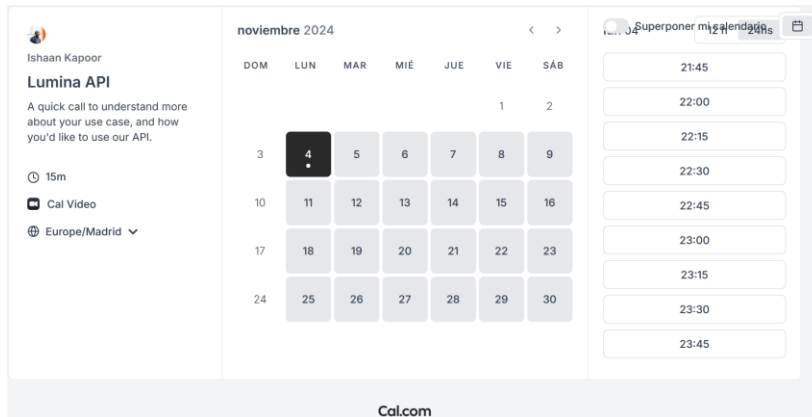 Ishaan Kapoor
Lumina API
A quick call to understand more
about your use case, and how
you'd like to use our API.
15m
Cal Video
Europe/Madrid
noviembre 2024
DOM LUN MAR MIÉ JUE VIE SÁB
1 2
3 4 5 6 7 8 9
10 11 12 13 14 15 16
17 18 19 20 21 22 23
24 25 26 27 28 29 30
Superponer mi calendario
lun 04 12 h 24hs
21:45
22:00
22:15
22:30
22:45
23:00
23:15
23:30
23:45
Cal.com